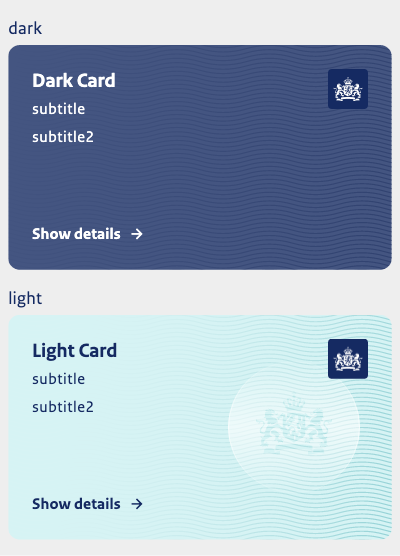 dark
Dark Card
subtitle
subtitle2
Show details
light
Light Card
subtitle
subtitle2
Show details